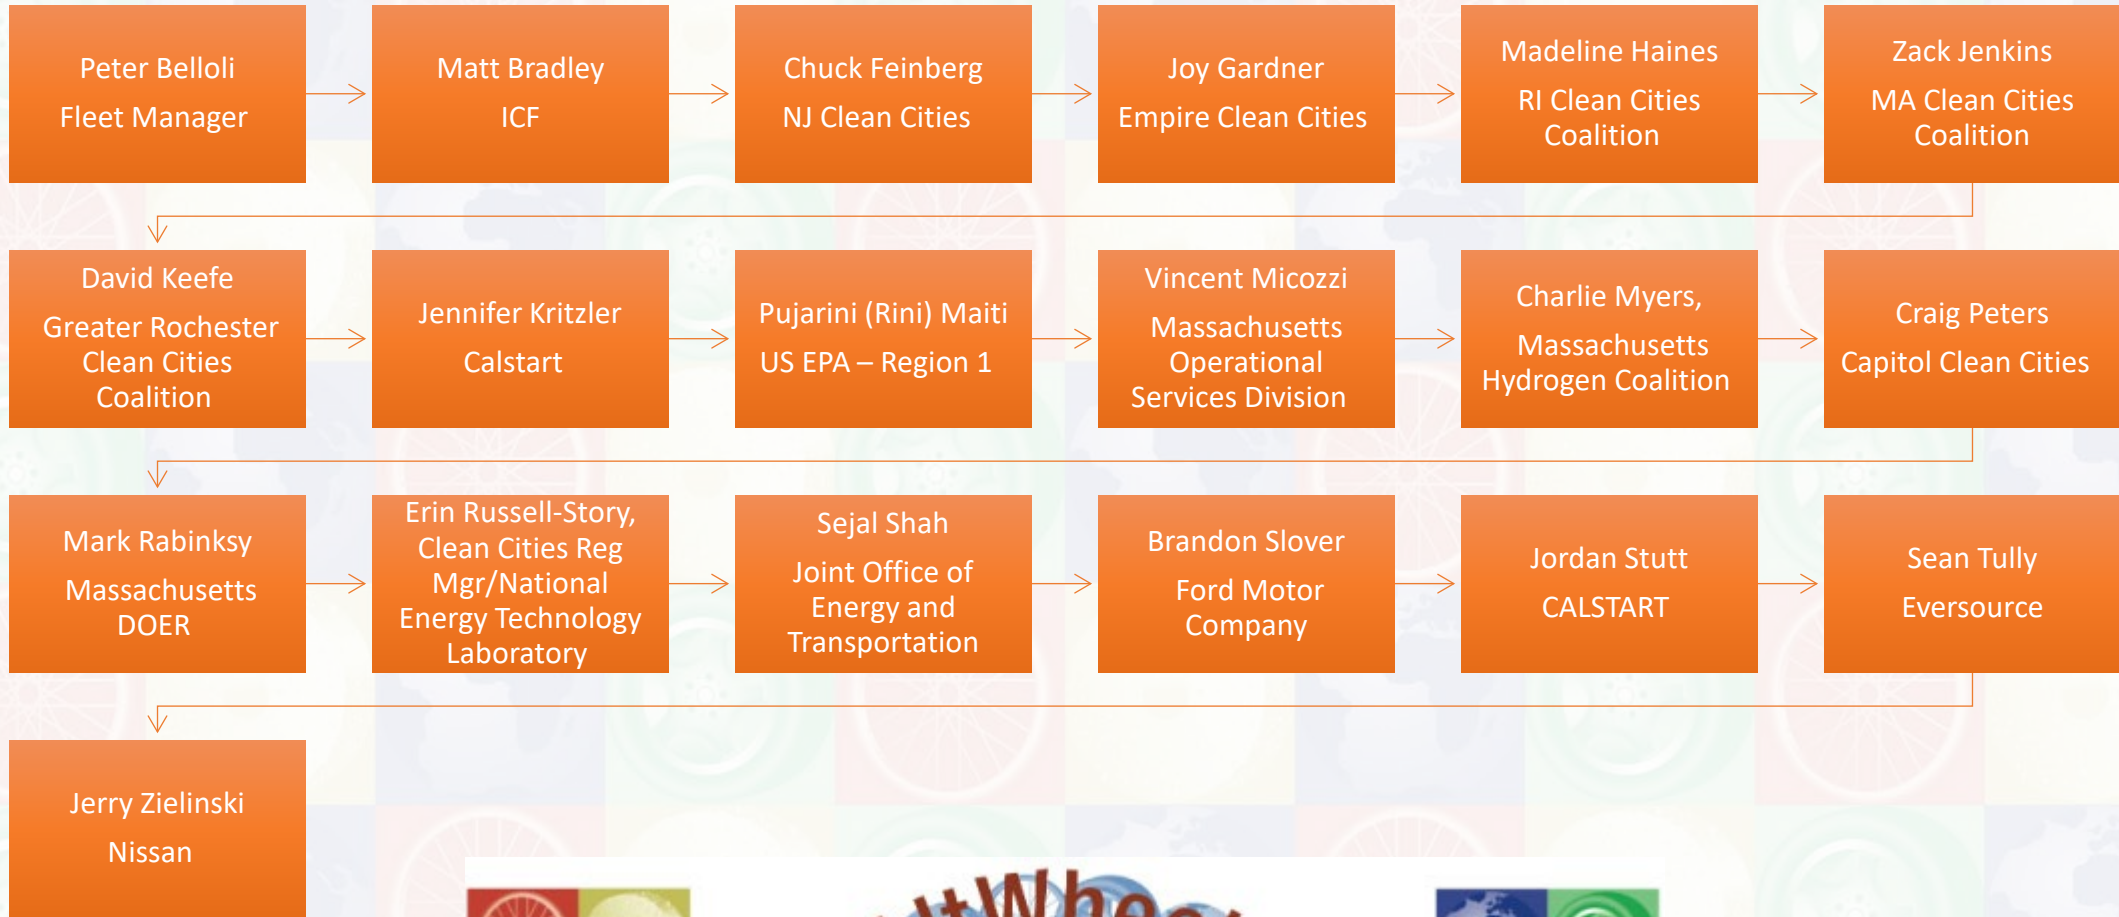 Peter Belloli
Fleet Manager
Matt Bradley
ICF
Chuck Feinberg
NJ Clean Cities
Joy Gardner
Empire Clean Cities
Madeline Haines
RI Clean Cities
Coalition
Zack Jenkins
MA Clean Cities
Coalition
David Keefe
Greater Rochester
Clean Cities
Coalition
Jennifer Kritzler
Calstart
Pujarini (Rini) Maiti
US EPA – Region 1
Vincent Micozzi
Massachusetts
Operational
Services Division
Charlie Myers,
Massachusetts
Hydrogen Coalition
Craig Peters
Capitol Clean Cities
Mark Rabinksy
Massachusetts
DOER
Erin Russell-Story,
Clean Cities Reg
Mgr/National
Energy Technology
Laboratory
Sejal Shah
Joint Office of
Energy and
Transportation
Brandon Slover
Ford Motor
Company
Jordan Stutt
CALSTART
Sean Tully
Eversource
Jerry Zielinski
Nissan